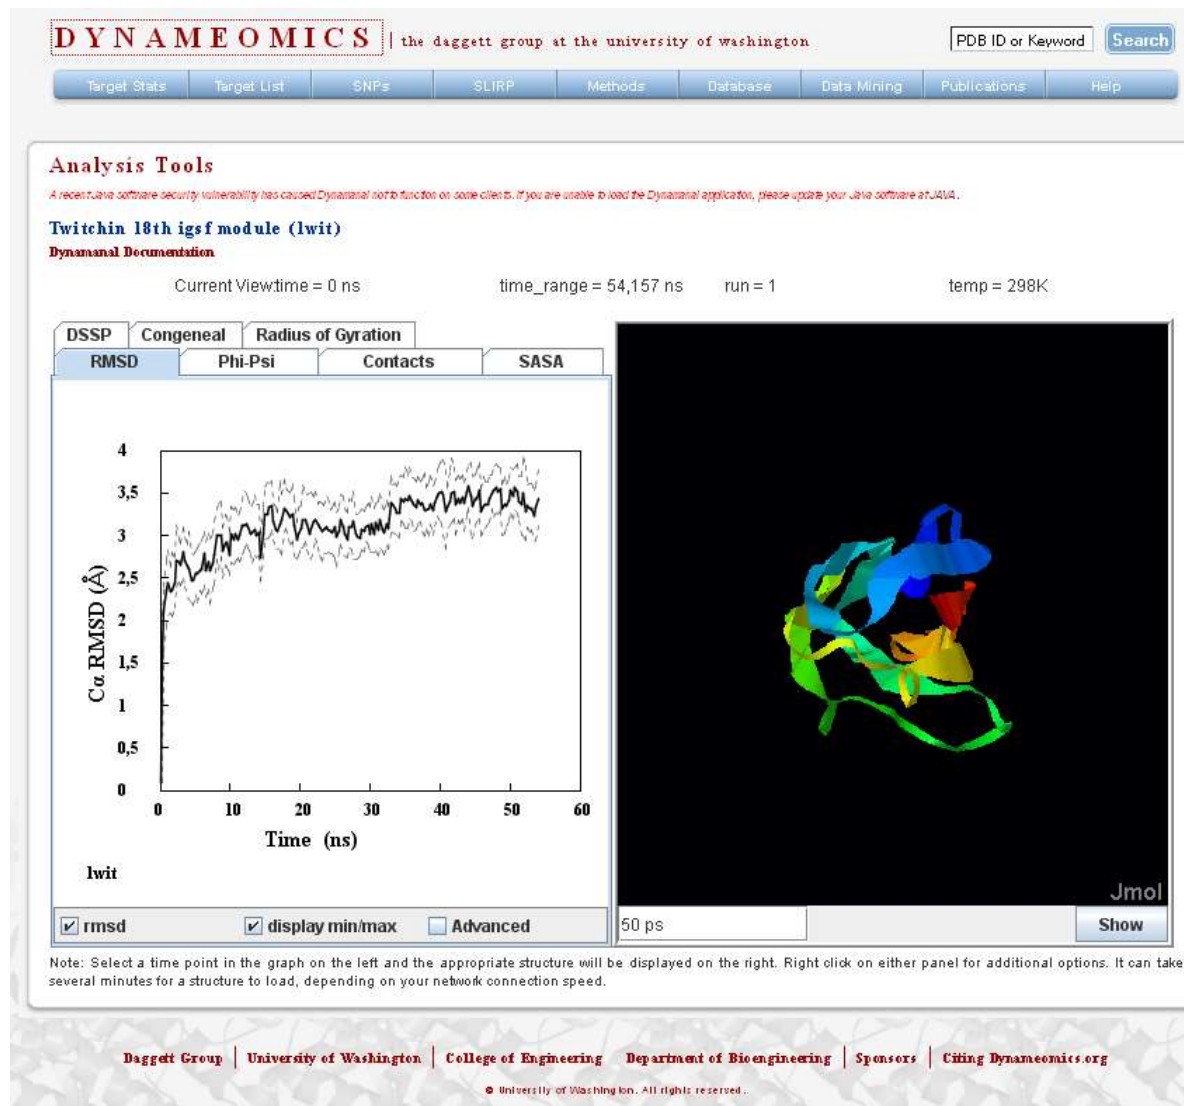 DYNAMEOMICS | the daggett group at the university of washington PDB ID or Keyword Search
Target Stats Target List SNPs SLIRP Methods Database Data Mining Publications Help
Analysis Tools
A recent Java software security vulnerability has caused Dynamanal not to function on some clients. If you are unable to load the Dynamanal application, please update your Java software at JAVA.
Twitchin 18th igsf module (1wit)
Dynamanal Documentation
Current View:time = 0 ns time_range = 54,157 ns run = 1 temp = 298K
DSSP Congeneal Radius of Gyration
RMSD Phi-Psi Contacts SASA
4
3,5
3
2,5
2
1,5
1
0,5
0
Cα RMSD (Å)
0 10 20 30 40 50 60
Time (ns)
1wit
Jmol
rmsd display min/max Advanced 50 ps Show
Note: Select a time point in the graph on the left and the appropriate structure will be displayed on the right. Right click on either panel for additional options. It can take
several minutes for a structure to load, depending on your network connection speed.
Daggett Group | University of Washington | College of Engineering Department of Bioengineering | Sponsors | Citing Dynameomics.org
© University of Washington. All rights reserved.